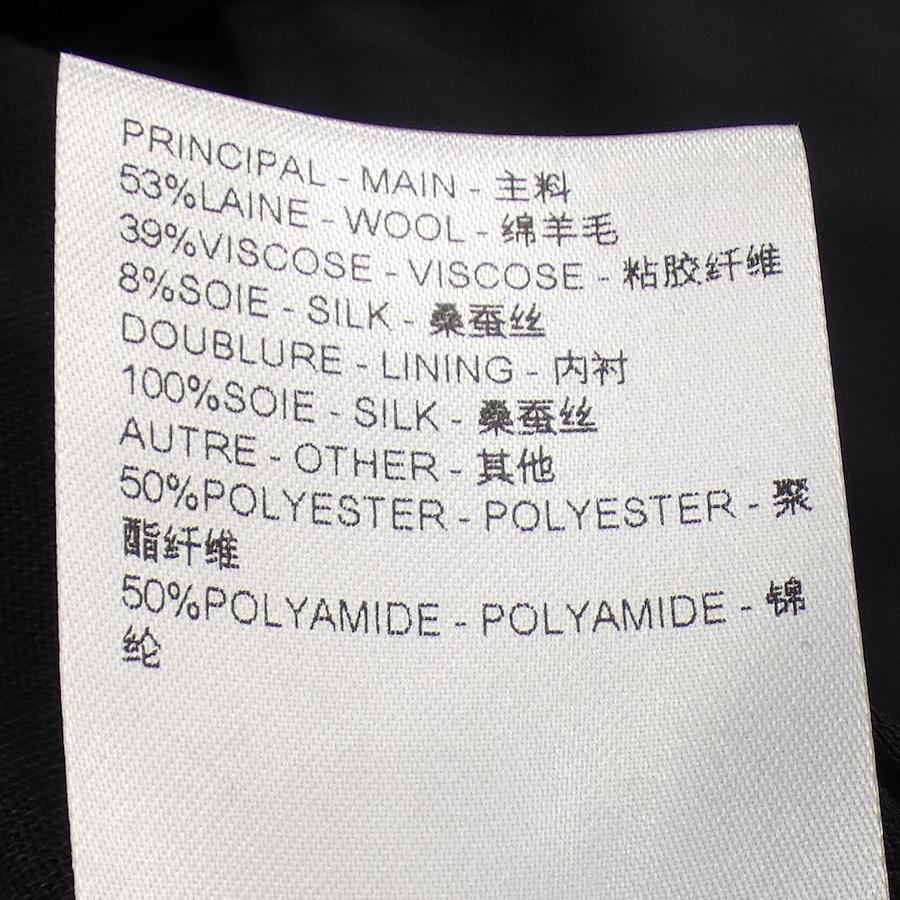 PRINCIPAL - MAIN - 主料
53%LAINE - WOOL - 绵羊毛
39%VISCOSE - VISCOSE - 粘胶纤维
8%SOIE - SILK - 桑蚕丝
DOUBLURE - LINING - 内衬
100%SOIE - SILK - 桑蚕丝
AUTRE - OTHER - 其他
50%POLYESTER - POLYESTER - 聚
酯纤维
50%POLYAMIDE - POLYAMIDE - 锦
纶